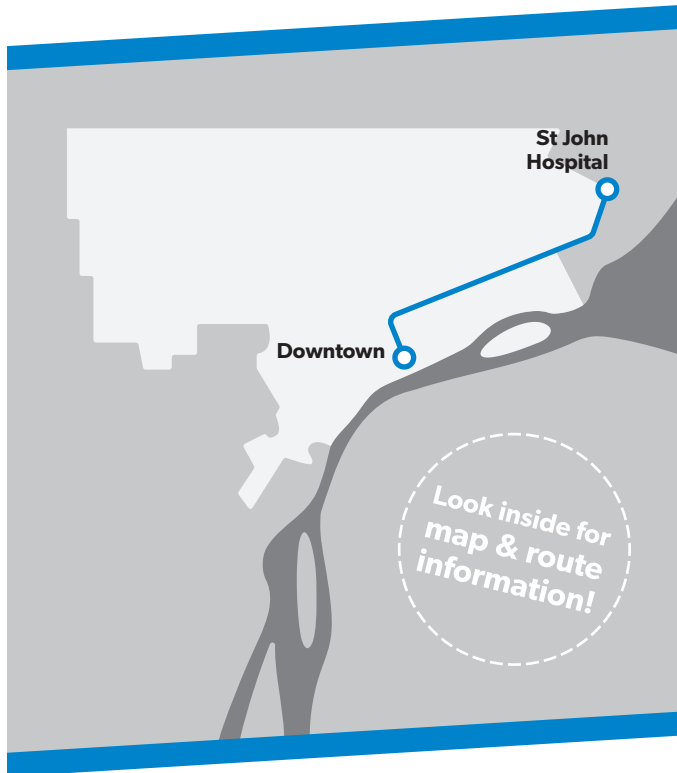 St John
Hospital
Downtown
Look inside for
map & route
information!